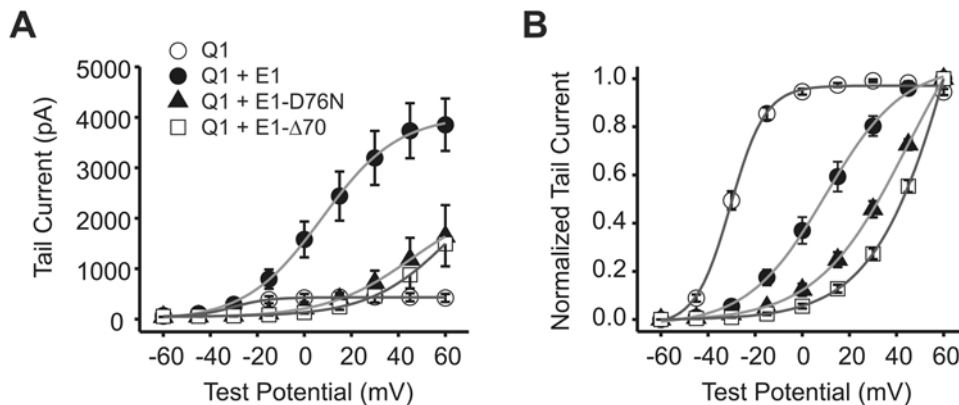 A
Q1
Q1 + E1
Q1 + E1-D76N
Q1 + E1-Δ70
5000
4000
3000
2000
1000
0
Tail Current (pA)
-60 -40 -20 0 20 40 60
Test Potential (mV)
B
1.0
0.8
0.6
0.4
0.2
0.0
Normalized Tail Current
-60 -40 -20 0 20 40 60
Test Potential (mV)